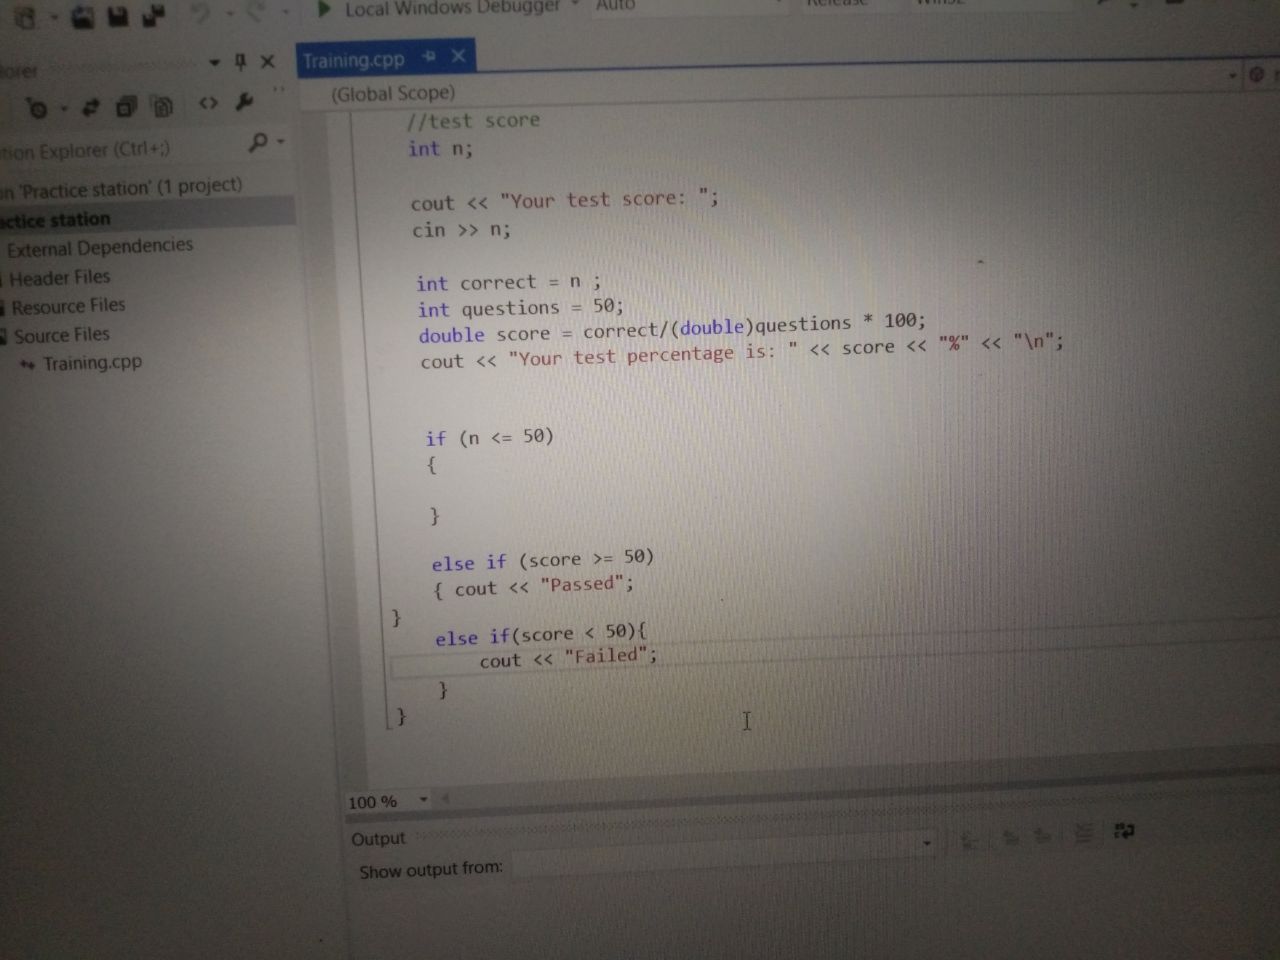 Local Windows Debugger
Auto
Training.cpp
(Global Scope)
Explorer (Ctrl+;)
'Practice station' (1 project)
station
External Dependencies
Header Files
Resource Files
Source Files
Training.cpp
//test score
int n;
cout << "Your test score: ";
cin >> n;
int correct = n ;
int questions = 50;
double score = correct/(double)questions * 100;
cout << "Your test percentage is: " << score << "%" << "\n";
if (n <= 50)
{
}
else if (score >= 50)
{ cout << "Passed";
}
else if(score < 50){
cout << "Failed";
}
}
100 %
Output
Show output from: